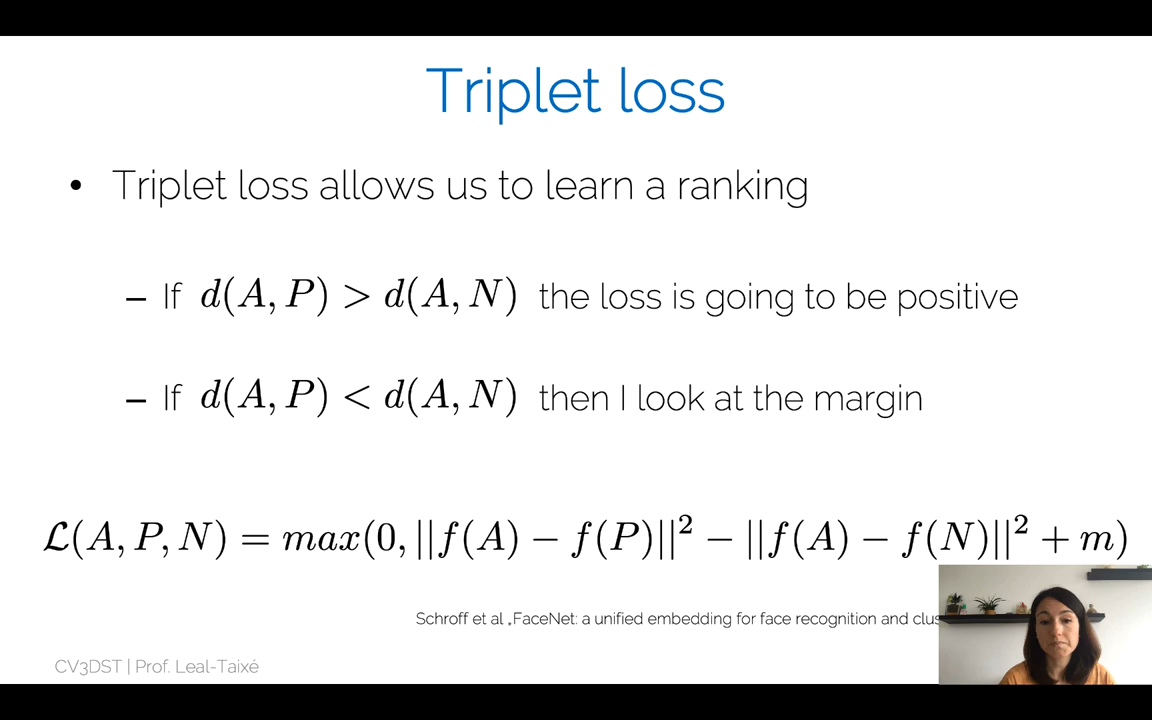 Triplet loss
• Triplet loss allows us to learn a ranking
– If d(A, P) > d(A, N) the loss is going to be positive
– If d(A, P) < d(A, N) then I look at the margin
ℒ(A, P, N) = max(0, ||f(A) − f(P)||² − ||f(A) − f(N)||² + m)
Schroff et al „FaceNet: a unified embedding for face recognition and
CV3DST | Prof. Leal-Taixé